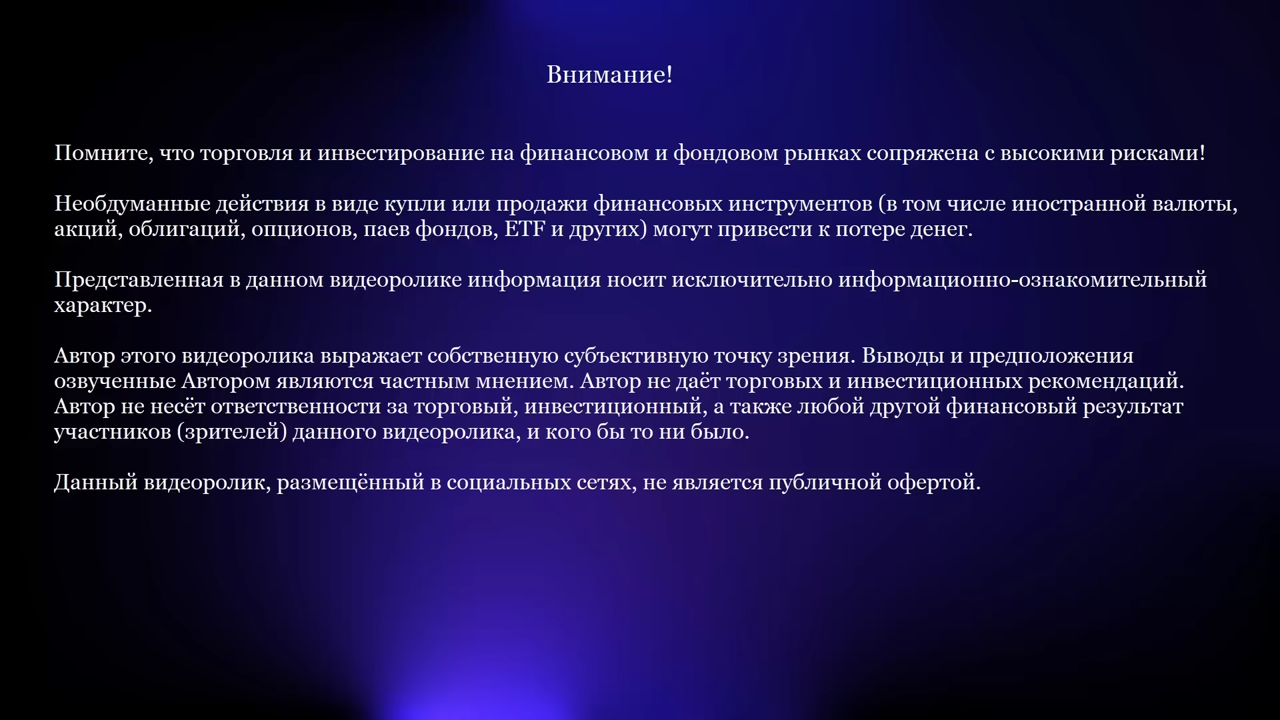 Внимание!
Помните, что торговля и инвестирование на финансовом и фондовом рынках сопряжена с высокими рисками!
Необдуманные действия в виде купли или продажи финансовых инструментов (в том числе иностранной валюты,
акций, облигаций, опционов, паев фондов, ETF и других) могут привести к потере денег.
Представленная в данном видеоролике информация носит исключительно информационно-ознакомительный
характер.
Автор этого видеоролика выражает собственную субъективную точку зрения. Выводы и предположения
озвученные Автором являются частным мнением. Автор не даёт торговых и инвестиционных рекомендаций.
Автор не несёт ответственности за торговый, инвестиционный, а также любой другой финансовый результат
участников (зрителей) данного видеоролика, и кого бы то ни было.
Данный видеоролик, размещённый в социальных сетях, не является публичной офертой.